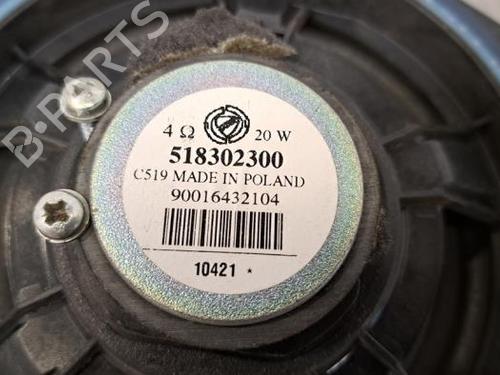 B-PARTS
4 Ω 20 W
518302300
C519 MADE IN POLAND
90016432104
10421 *